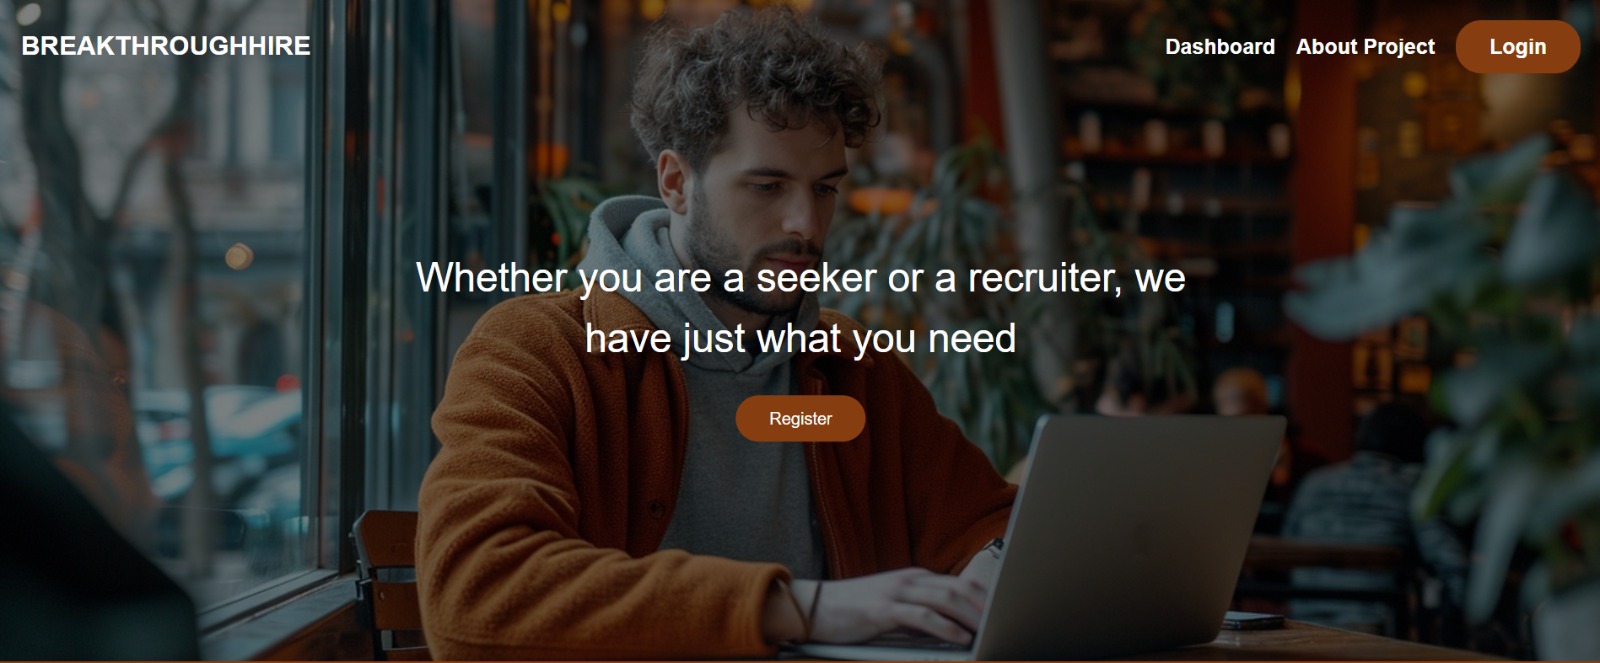 BREAKTHROUGHHIRE
Dashboard
About Project
Login
Whether you are a seeker or a recruiter, we
have just what you need
Register